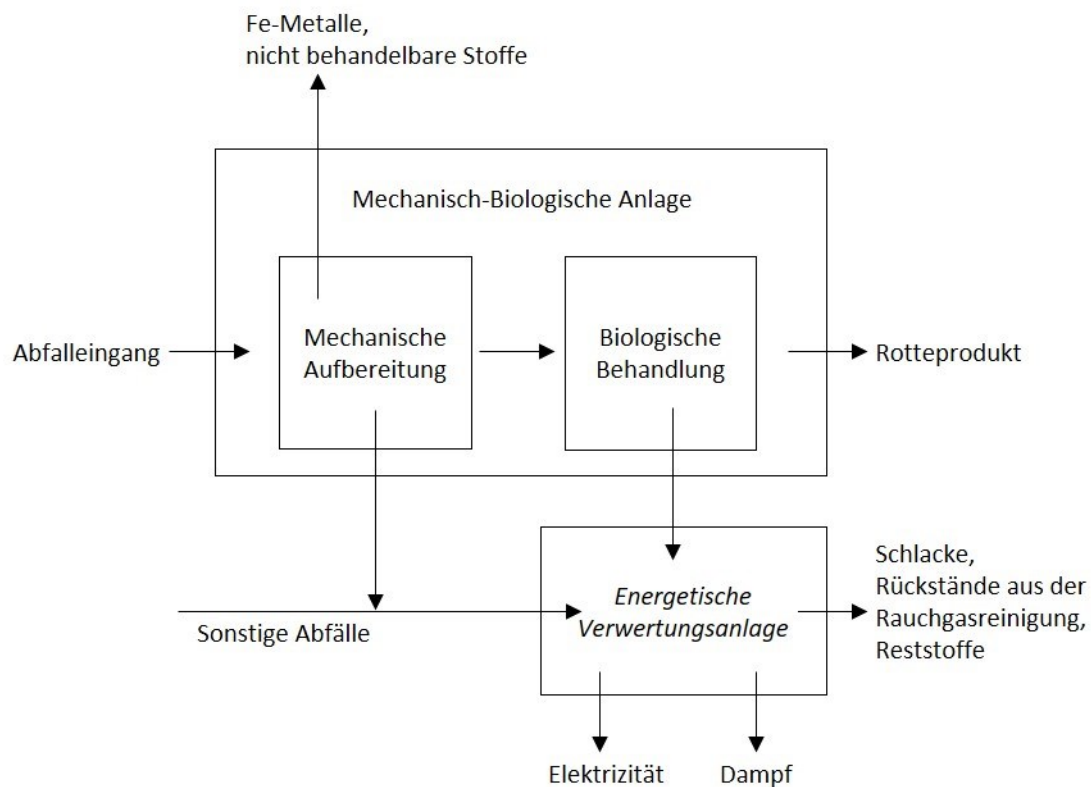 Fe-Metalle,
nicht behandelbare Stoffe
Mechanisch-Biologische Anlage
Abfalleingang
Mechanische
Aufbereitung
Biologische
Behandlung
Rotteprodukt
Sonstige Abfälle
Energetische
Verwertungsanlage
Schlacke,
Rückstände aus der
Rauchgasreinigung,
Reststoffe
Elektrizität
Dampf